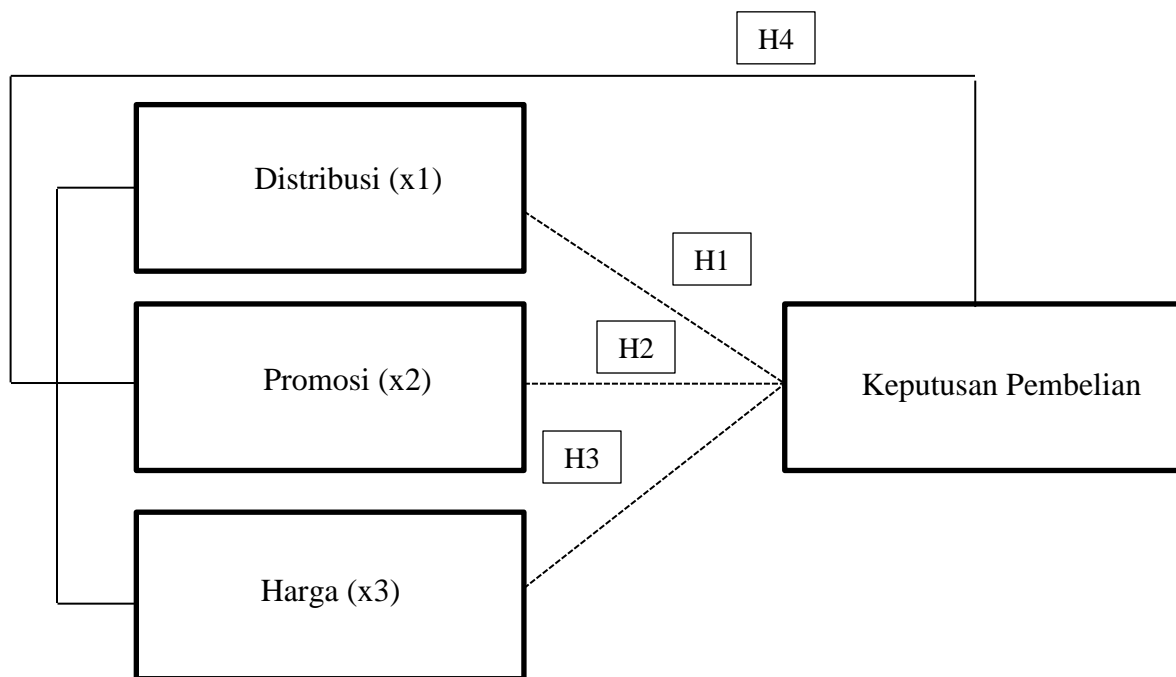 H4
Distribusi (x1)
H1
H2
Promosi (x2)
Keputusan Pembelian
H3
Harga (x3)